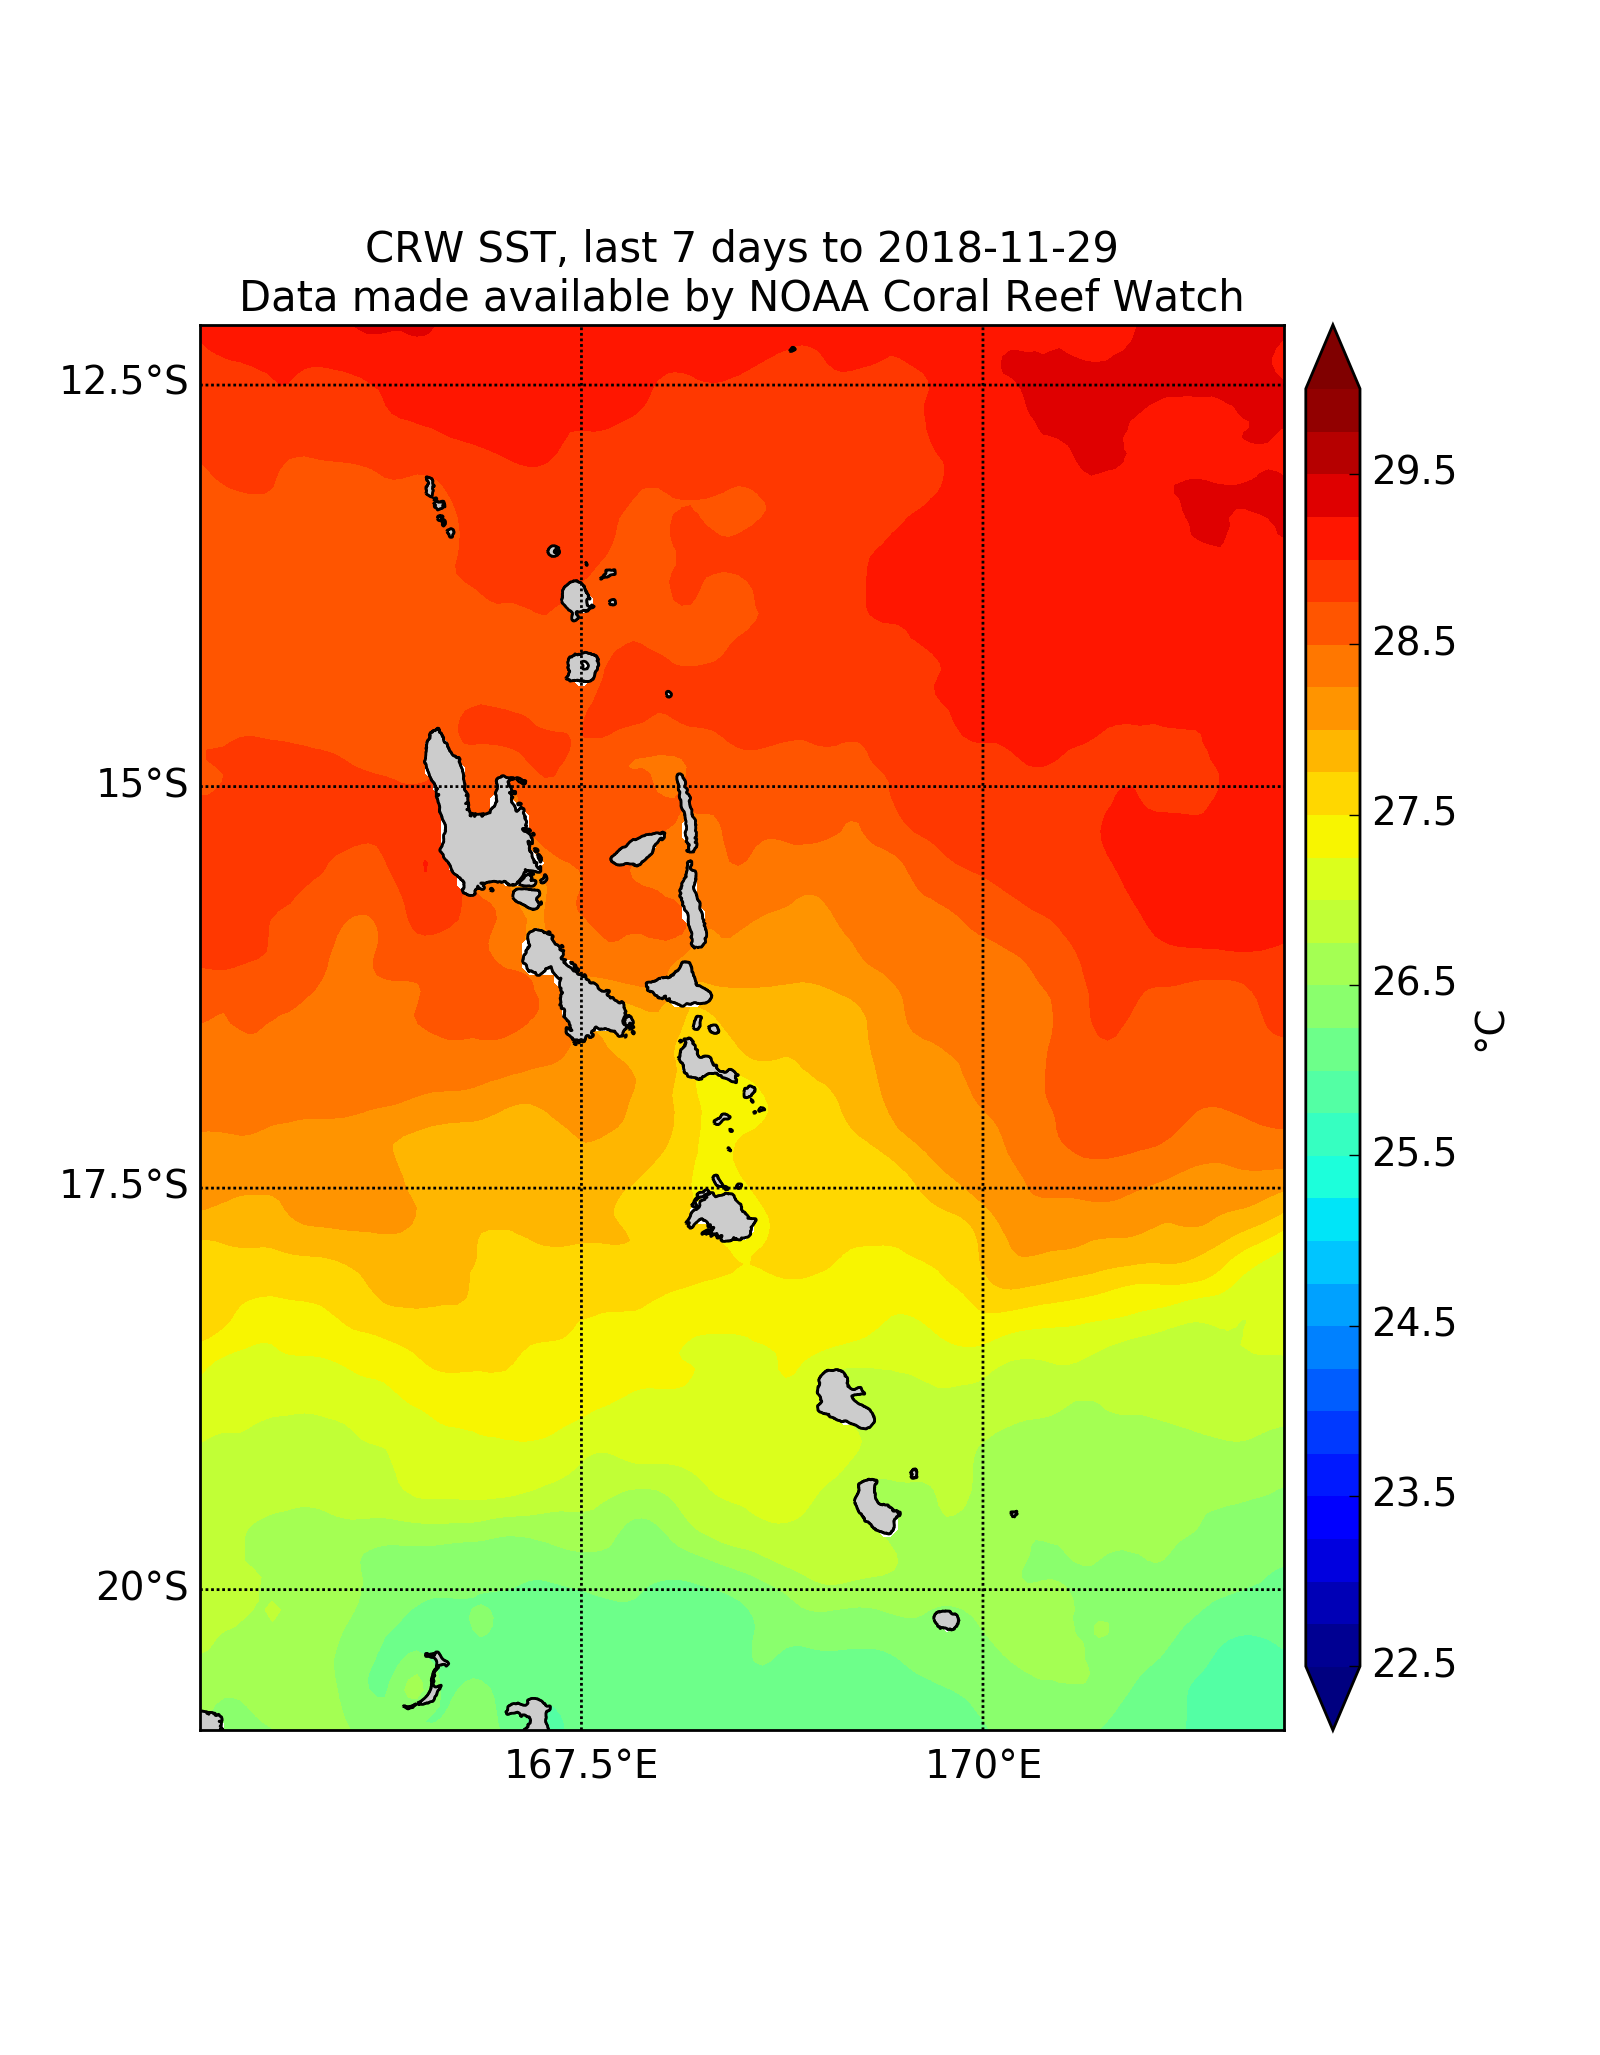 CRW SST, last 7 days to 2018-11-29
Data made available by NOAA Coral Reef Watch
12.5°S
15°S
17.5°S
20°S
167.5°E
170°E
29.5
28.5
27.5
26.5
25.5
24.5
23.5
22.5
°C